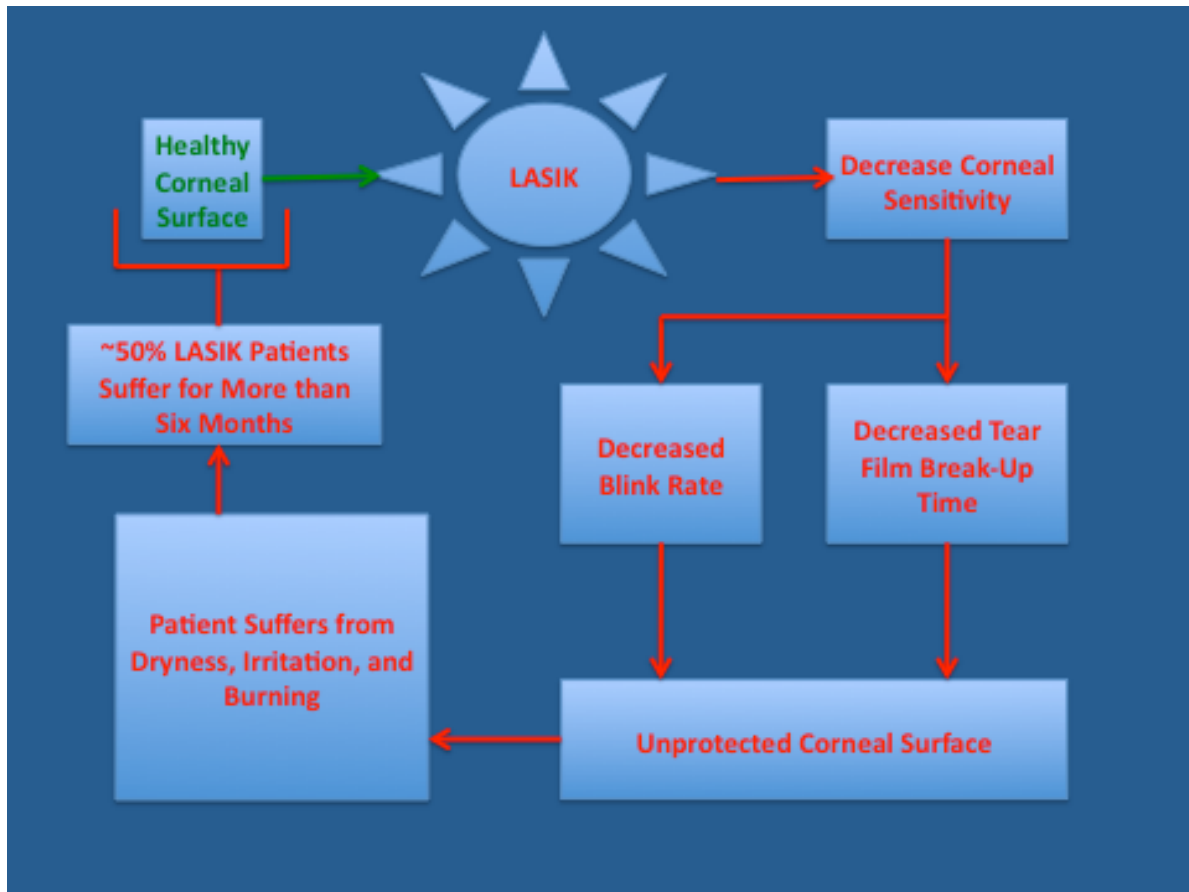 Healthy
Corneal
Surface
LASIK
Decrease Corneal
Sensitivity
~50% LASIK Patients
Suffer for More than
Six Months
Decreased
Blink Rate
Decreased Tear
Film Break-Up
Time
Patient Suffers from
Dryness, Irritation, and
Burning
Unprotected Corneal Surface